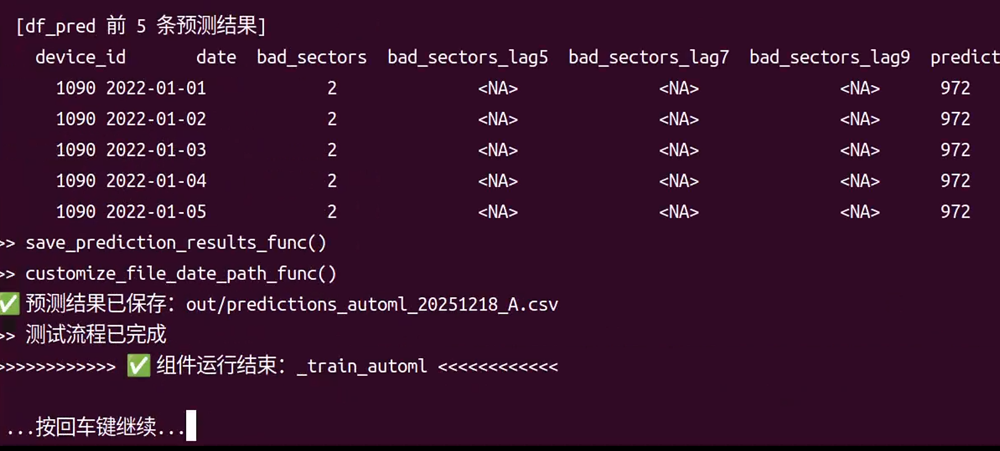 [df_pred 前 5 条预测结果]
device_id date bad_sectors bad_sectors_lag5 bad_sectors_lag7 bad_sectors_lag9 predict
1090 2022-01-01 2 <NA> <NA> <NA> 972
1090 2022-01-02 2 <NA> <NA> <NA> 972
1090 2022-01-03 2 <NA> <NA> <NA> 972
1090 2022-01-04 2 <NA> <NA> <NA> 972
1090 2022-01-05 2 <NA> <NA> <NA> 972
>> save_prediction_results_func()
>> customize_file_date_path_func()
✅ 预测结果已保存：out/predictions_automl_20251218_A.csv
>> 测试流程已完成
>>>>>>>>>>>> ✅ 组件运行结束：_train_automl <<<<<<<<<<<<
...按回车键继续...